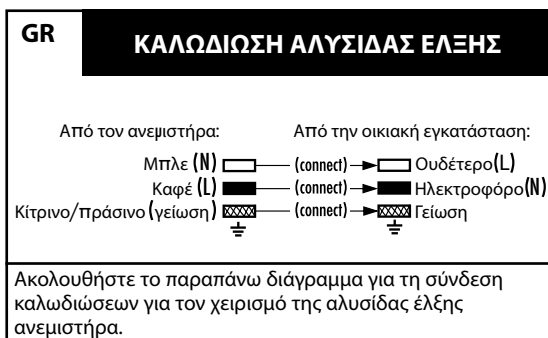 GR
ΚΑΛΩΔΙΩΣΗ ΑΛΥΣΙΔΑΣ ΕΛΞΗΣ
Από τον ανεμιστήρα: Από την οικιακή εγκατάσταση:
Μπλε (N) (connect) Ουδέτερο(L)
Καφέ (L) (connect) Ηλεκτροφόρο(N)
Κίτρινο/πράσινο (γείωση) (connect) Γείωση
Ακολουθήστε το παραπάνω διάγραμμα για τη σύνδεση
καλωδιώσεων για τον χειρισμό της αλυσίδας έλξης
ανεμιστήρα.